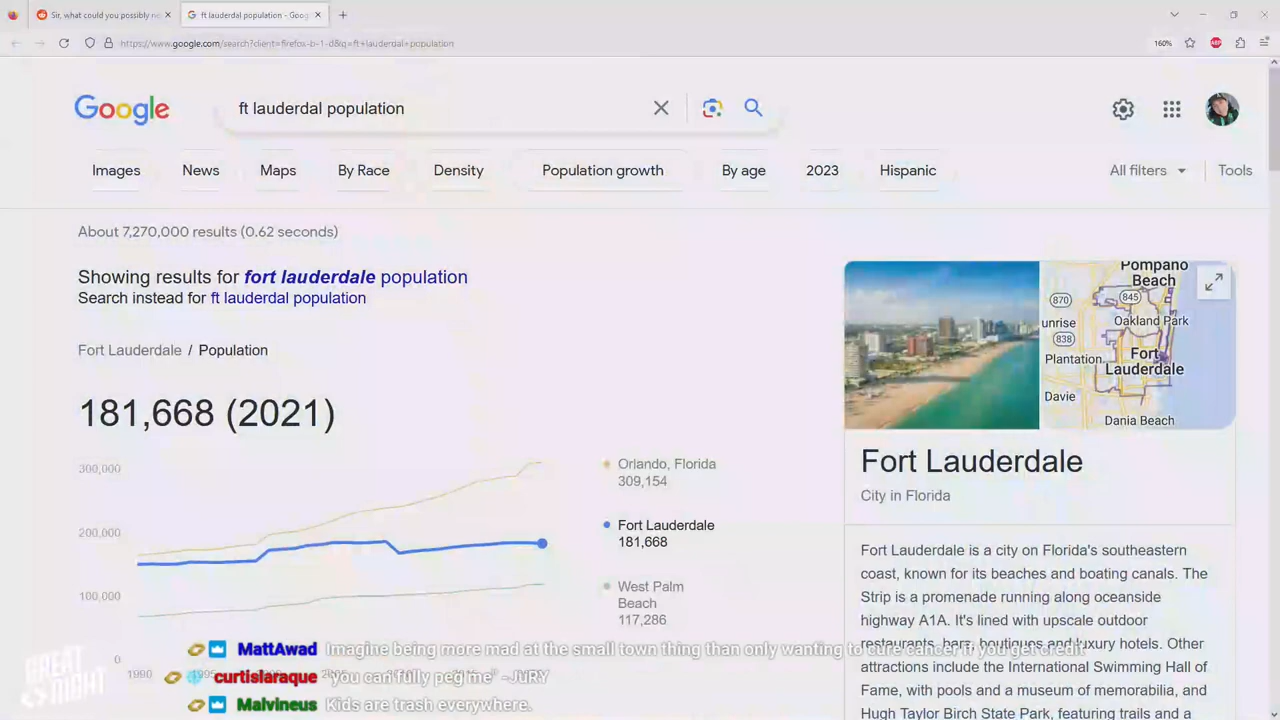 Sir, what could you possibly ne
ft lauderdal population - Goog
https://www.google.com/search?client=firefox-b-1-d&q=ft+lauderdal+population
160%
ABP
Google
ft lauderdal population
Images
News
Maps
By Race
Density
Population growth
By age
2023
Hispanic
All filters
Tools
About 7,270,000 results (0.62 seconds)
Showing results for fort lauderdale population
Search instead for ft lauderdal population
Fort Lauderdale / Population
181,668 (2021)
300,000
200,000
100,000
0
1990
Orlando, Florida
309,154
Fort Lauderdale
181,668
West Palm
Beach
117,286
Pompano
Beach
870
845
unrise
Oakland Park
838
Plantation
Fort
Lauderdale
Davie
Dania Beach
Fort Lauderdale
City in Florida
Fort Lauderdale is a city on Florida's southeastern
coast, known for its beaches and boating canals. The
Strip is a promenade running along oceanside
highway A1A. It's lined with upscale outdoor
restaurants, bars, boutiques and luxury hotels. Other
attractions include the International Swimming Hall of
Fame, with pools and a museum of memorabilia, and
Hugh Taylor Birch State Park, featuring trails and a
MattAwad Imagine being more mad at the small town thing than only wanting to cure cancer if you get credit
curtislaraque "you can fully peg me" -JuRY
Malvineus Kids are trash everywhere.
GREAT
NIGHT